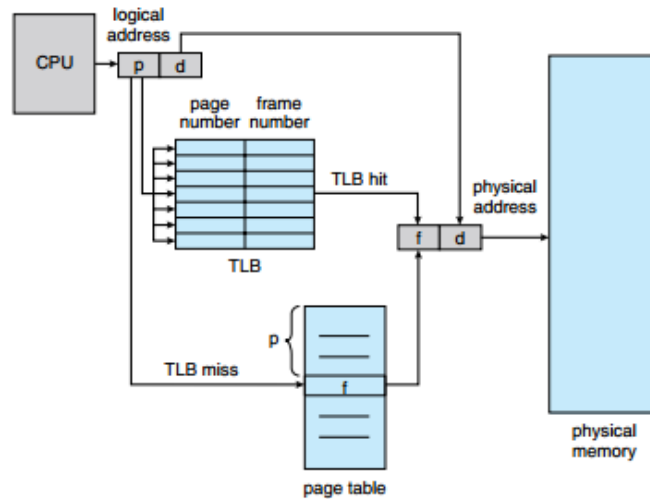 logical
address
CPU
p
d
page
number
frame
number
TLB hit
physical
address
f
d
TLB
p
TLB miss
f
physical
memory
page table